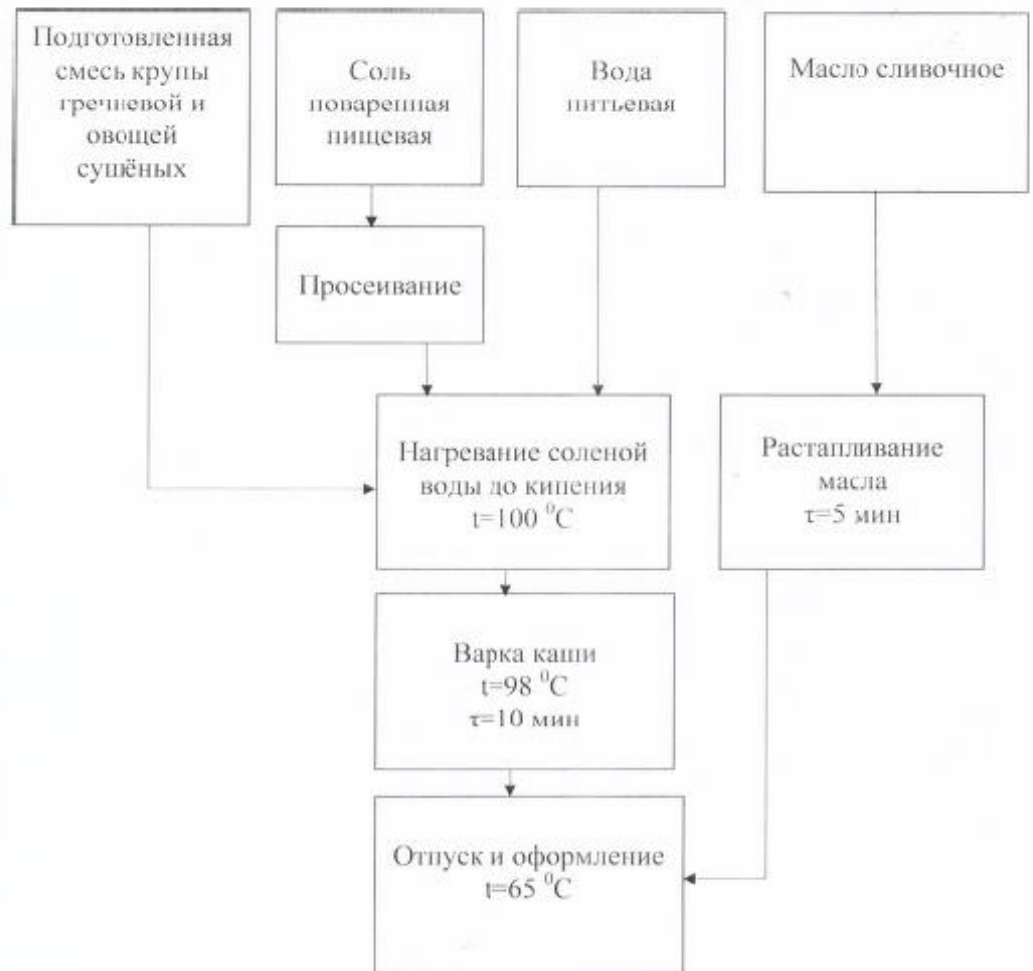 Подготовленная
смесь крупы
гречневой и
овощей
сушёных
Соль
поваренная
пищевая
Вода
питьевая
Масло сливочное
Просеивание
Нагревание соленой
воды до кипения
t=100 ⁰С
Растапливание
масла
τ=5 мин
Варка каши
t=98 ⁰С
τ=10 мин
Отпуск и оформление
t=65 ⁰С